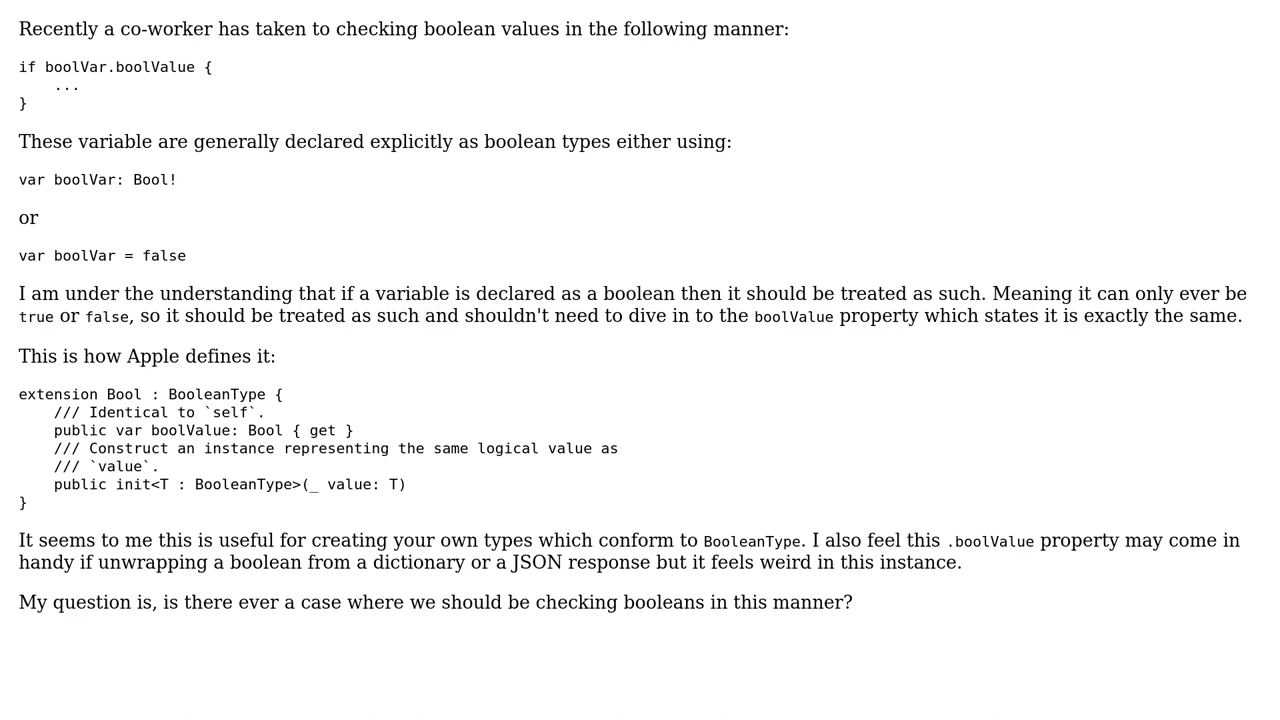 Recently a co-worker has taken to checking boolean values in the following manner:
if boolVar.boolValue {
    ...
}
These variable are generally declared explicitly as boolean types either using:
var boolVar: Bool!
or
var boolVar = false
I am under the understanding that if a variable is declared as a boolean then it should be treated as such. Meaning it can only ever be
true or false, so it should be treated as such and shouldn't need to dive in to the boolValue property which states it is exactly the same.
This is how Apple defines it:
extension Bool : BooleanType {
    /// Identical to `self`.
    public var boolValue: Bool { get }
    /// Construct an instance representing the same logical value as
    /// `value`.
    public init<T : BooleanType>(_ value: T)
}
It seems to me this is useful for creating your own types which conform to BooleanType. I also feel this .boolValue property may come in
handy if unwrapping a boolean from a dictionary or a JSON response but it feels weird in this instance.
My question is, is there ever a case where we should be checking booleans in this manner?